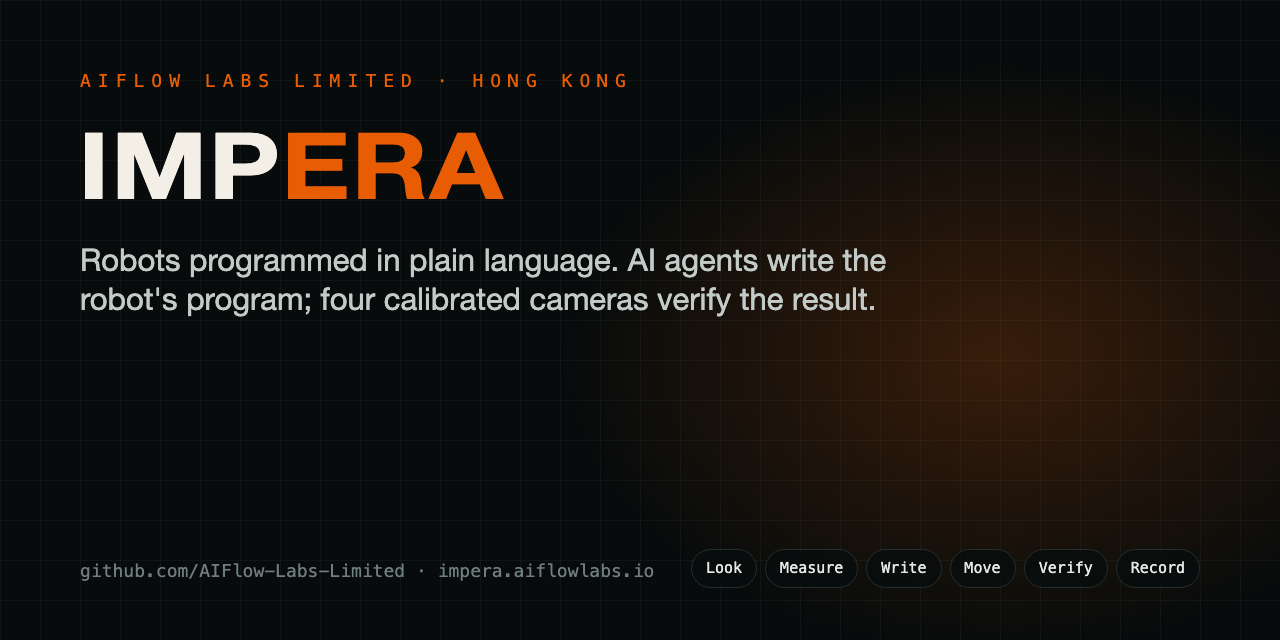 AIFLOW LABS LIMITED · HONG KONG
IMPERA
Robots programmed in plain language. AI agents write the
robot's program; four calibrated cameras verify the result.
github.com/AIFlow-Labs-Limited · impera.aiflowlabs.io
Look Measure Write Move Verify Record